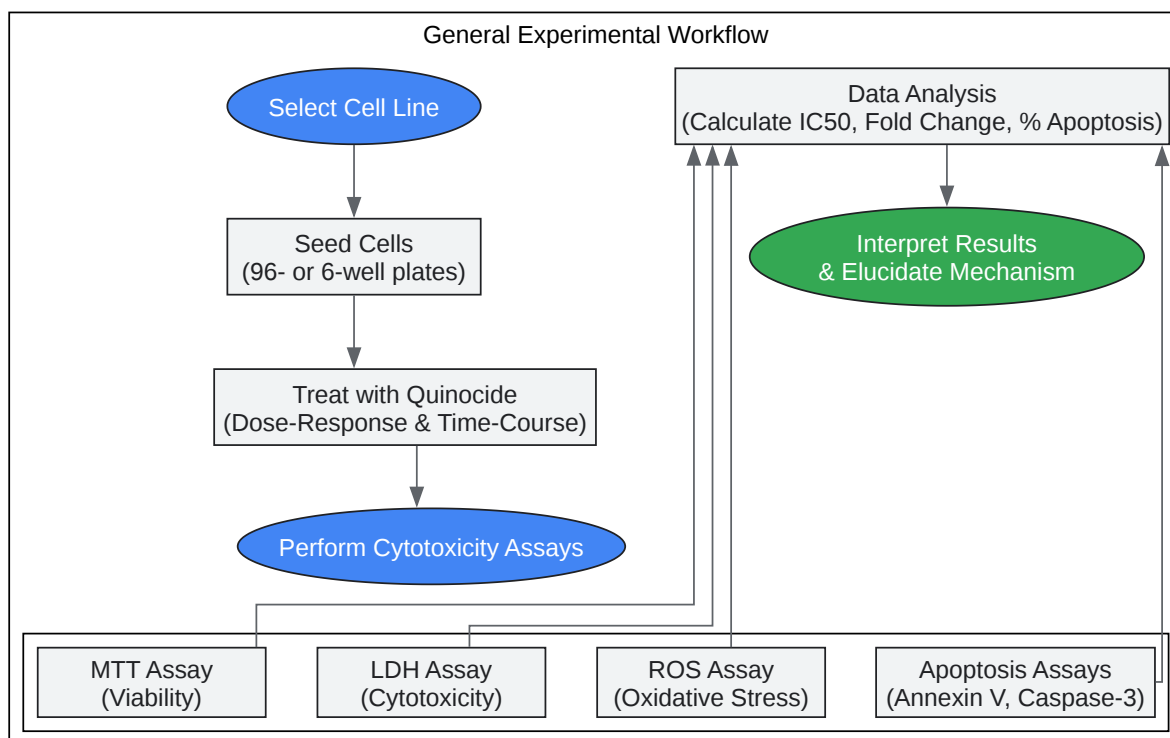 General Experimental Workflow
Select Cell Line
Seed Cells
(96- or 6-well plates)
Treat with Quinocide
(Dose-Response & Time-Course)
Perform Cytotoxicity Assays
Data Analysis
(Calculate IC50, Fold Change, % Apoptosis)
Interpret Results
& Elucidate Mechanism
MTT Assay
(Viability)
LDH Assay
(Cytotoxicity)
ROS Assay
(Oxidative Stress)
Apoptosis Assays
(Annexin V, Caspase-3)